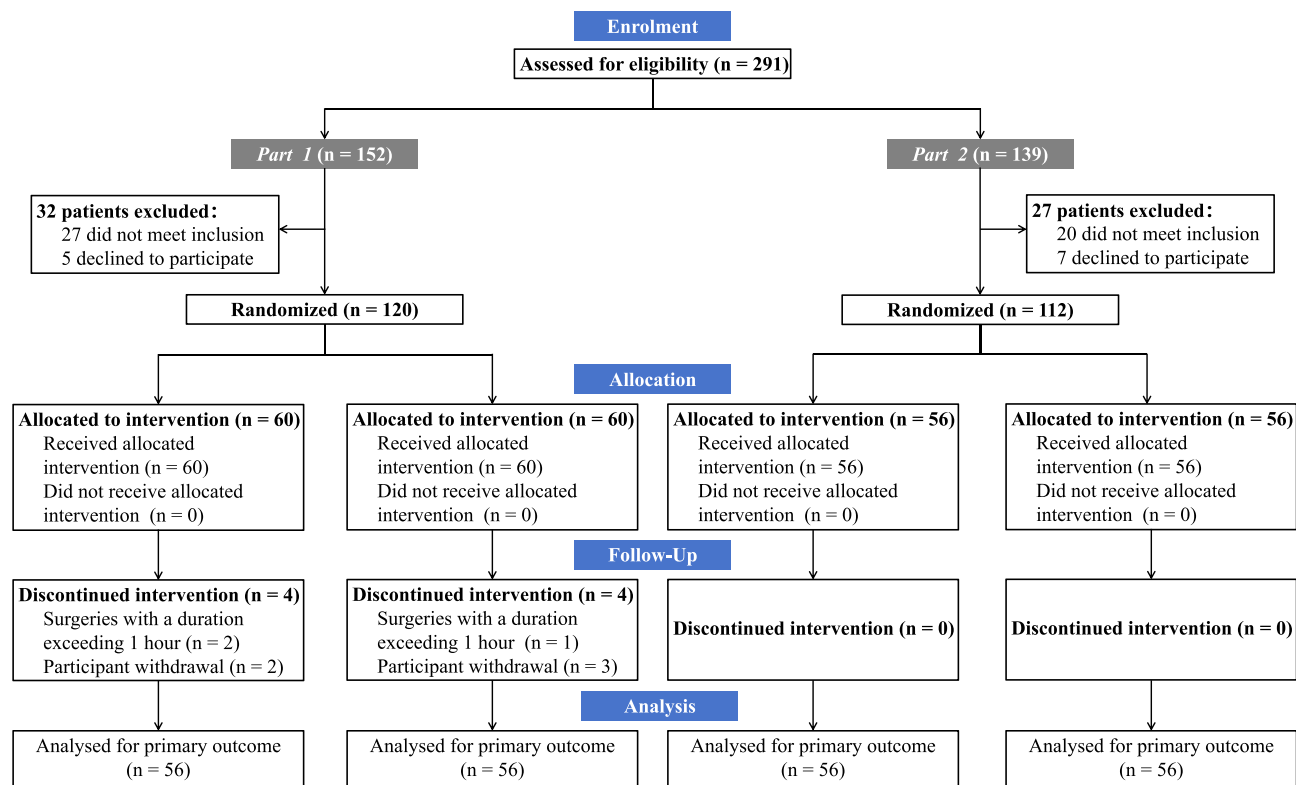 Enrolment
Assessed for eligibility (n = 291)
Part 1 (n = 152)
Part 2 (n = 139)
32 patients excluded:
27 did not meet inclusion
5 declined to participate
27 patients excluded:
20 did not meet inclusion
7 declined to participate
Randomized (n = 120)
Randomized (n = 112)
Allocation
Allocated to intervention (n = 60)
Received allocated
intervention (n = 60)
Did not receive allocated
intervention (n = 0)
Allocated to intervention (n = 60)
Received allocated
intervention (n = 60)
Did not receive allocated
intervention (n = 0)
Allocated to intervention (n = 56)
Received allocated
intervention (n = 56)
Did not receive allocated
intervention (n = 0)
Allocated to intervention (n = 56)
Received allocated
intervention (n = 56)
Did not receive allocated
intervention (n = 0)
Follow-Up
Discontinued intervention (n = 4)
Surgeries with a duration
exceeding 1 hour (n = 2)
Participant withdrawal (n = 2)
Discontinued intervention (n = 4)
Surgeries with a duration
exceeding 1 hour (n = 1)
Participant withdrawal (n = 3)
Discontinued intervention (n = 0)
Discontinued intervention (n = 0)
Analysis
Analysed for primary outcome
(n = 56)
Analysed for primary outcome
(n = 56)
Analysed for primary outcome
(n = 56)
Analysed for primary outcome
(n = 56)